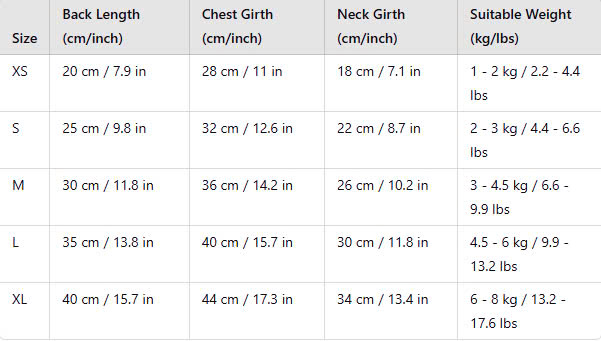 Size Back Length (cm/inch) Chest Girth (cm/inch) Neck Girth (cm/inch) Suitable Weight (kg/lbs)
XS 20 cm / 7.9 in 28 cm / 11 in 18 cm / 7.1 in 1 - 2 kg / 2.2 - 4.4 lbs
S 25 cm / 9.8 in 32 cm / 12.6 in 22 cm / 8.7 in 2 - 3 kg / 4.4 - 6.6 lbs
M 30 cm / 11.8 in 36 cm / 14.2 in 26 cm / 10.2 in 3 - 4.5 kg / 6.6 - 9.9 lbs
L 35 cm / 13.8 in 40 cm / 15.7 in 30 cm / 11.8 in 4.5 - 6 kg / 9.9 - 13.2 lbs
XL 40 cm / 15.7 in 44 cm / 17.3 in 34 cm / 13.4 in 6 - 8 kg / 13.2 - 17.6 lbs